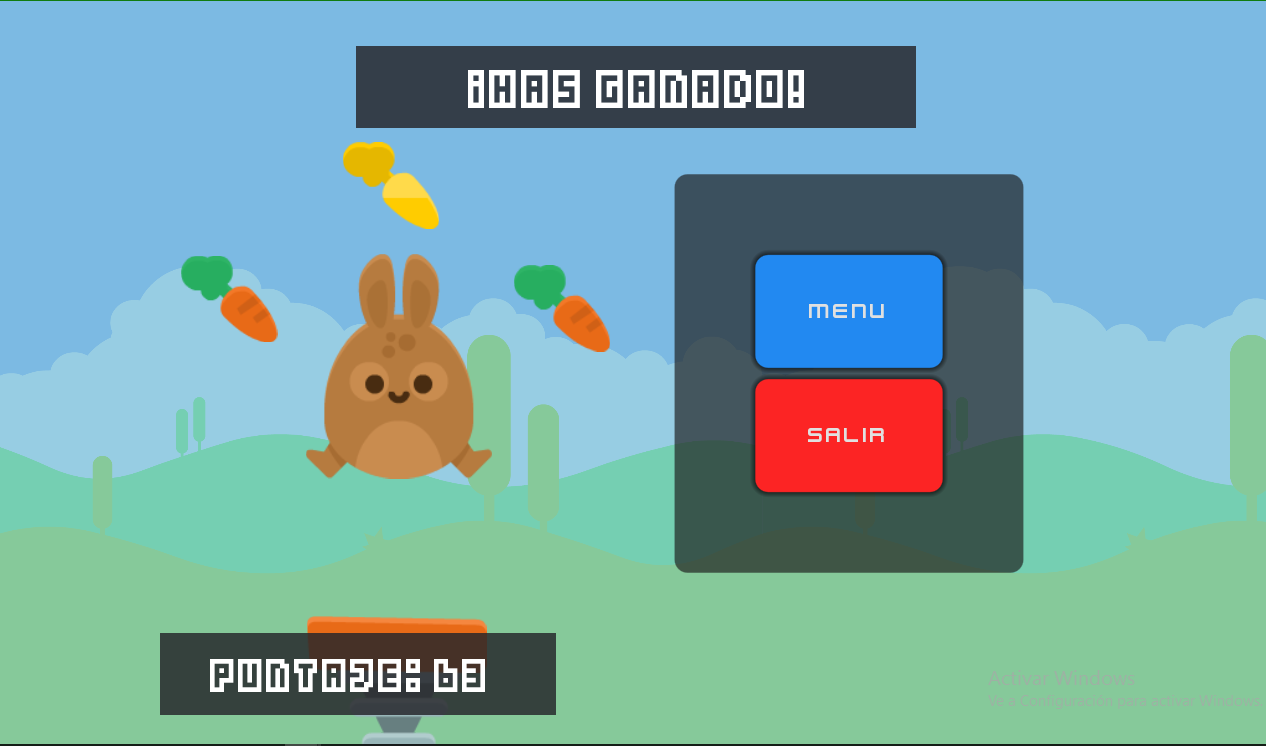 ¡HAS GANADO!
MENU
SALIR
PUNTAJE: 63
Activar Windows
Ve a Configuración para activar Windows.